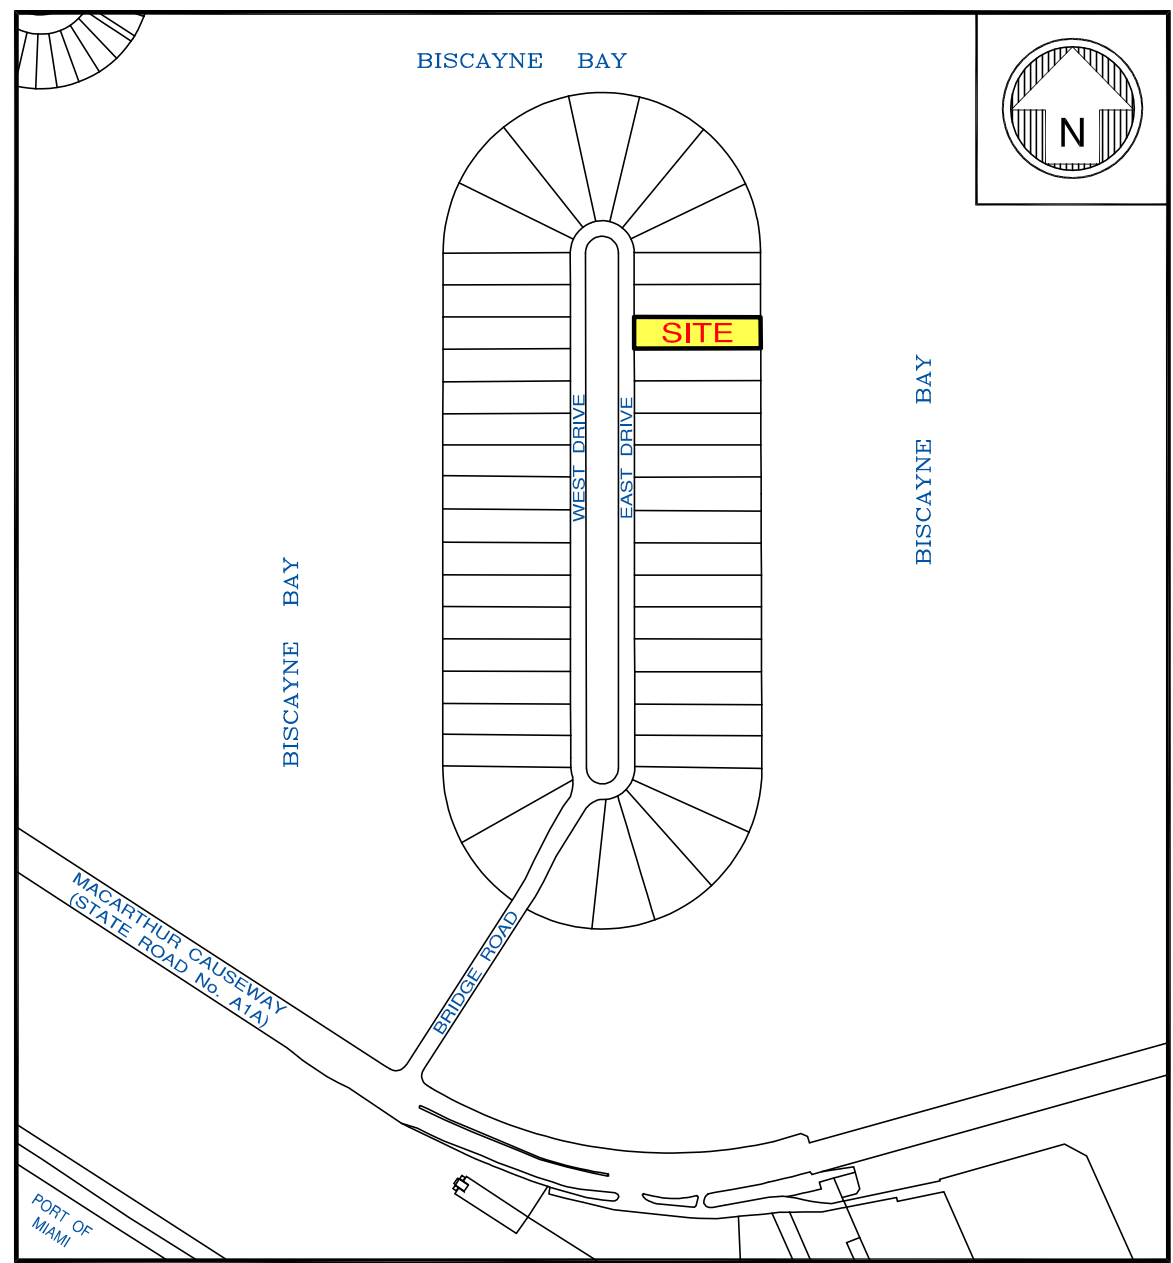 BISCAYNE BAY
N
SITE
WEST DRIVE
EAST DRIVE
BISCAYNE BAY
BISCAYNE BAY
MACARTHUR CAUSEWAY
(STATE ROAD No. A1A)
BRIDGE ROAD
PORT OF
MIAMI